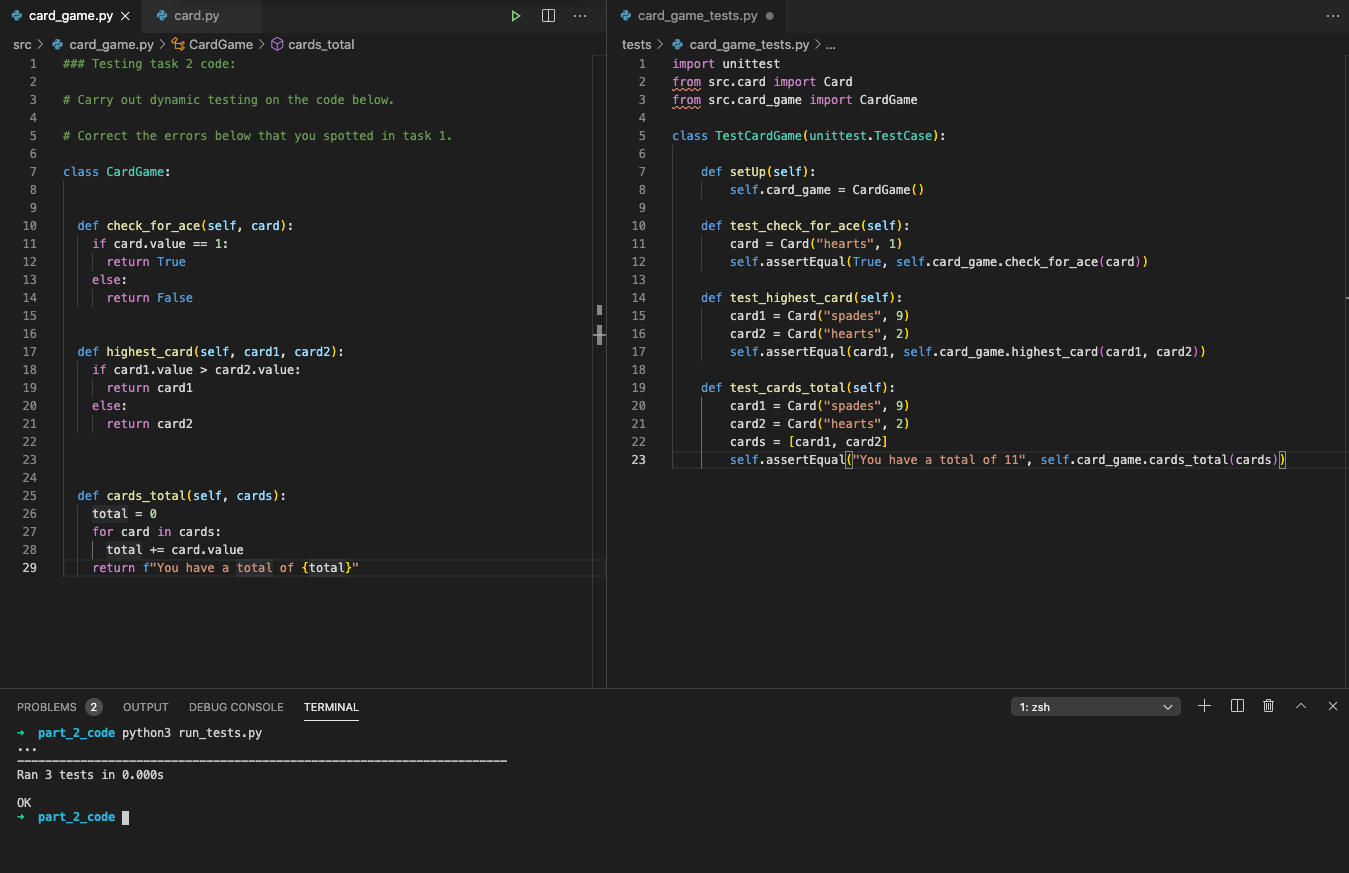 card_game.py
card.py
src > card_game.py > CardGame > cards_total
1 ### Testing task 2 code:
2
3 # Carry out dynamic testing on the code below.
4
5 # Correct the errors below that you spotted in task 1.
6
7 class CardGame:
8
9
10 def check_for_ace(self, card):
11 if card.value == 1:
12 return True
13 else:
14 return False
15
16
17 def highest_card(self, card1, card2):
18 if card1.value > card2.value:
19 return card1
20 else:
21 return card2
22
23
24
25 def cards_total(self, cards):
26 total = 0
27 for card in cards:
28 total += card.value
29 return f"You have a total of {total}"
card_game_tests.py
tests > card_game_tests.py > ...
1 import unittest
2 from src.card import Card
3 from src.card_game import CardGame
4
5 class TestCardGame(unittest.TestCase):
6
7 def setUp(self):
8 self.card_game = CardGame()
9
10 def test_check_for_ace(self):
11 card = Card("hearts", 1)
12 self.assertEqual(True, self.card_game.check_for_ace(card))
13
14 def test_highest_card(self):
15 card1 = Card("spades", 9)
16 card2 = Card("hearts", 2)
17 self.assertEqual(card1, self.card_game.highest_card(card1, card2))
18
19 def test_cards_total(self):
20 card1 = Card("spades", 9)
21 card2 = Card("hearts", 2)
22 cards = [card1, card2]
23 self.assertEqual("You have a total of 11", self.card_game.cards_total(cards))
PROBLEMS 2 OUTPUT DEBUG CONSOLE TERMINAL 1: zsh
→ part_2_code python3 run_tests.py
...
----------------------------------------------------------------------
Ran 3 tests in 0.000s
OK
→ part_2_code